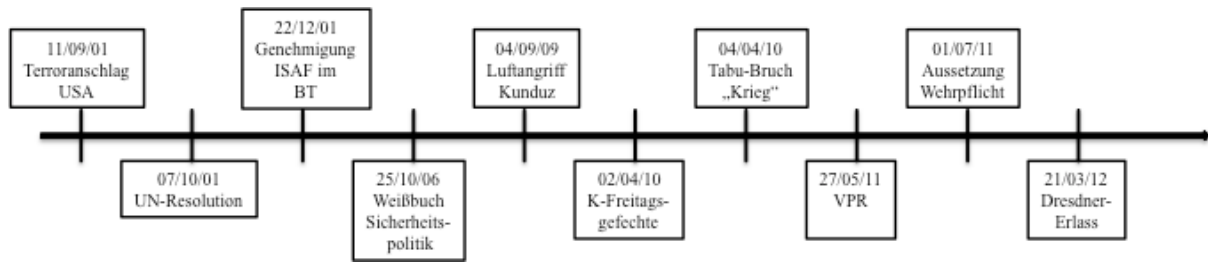 11/09/01
Terroranschlag
USA
07/10/01
UN-Resolution
22/12/01
Genehmigung
ISAF im
BT
25/10/06
Weißbuch
Sicherheits-
politik
04/09/09
Luftangriff
Kunduz
02/04/10
K-Freitags-
gefechte
04/04/10
Tabu-Bruch
„Krieg“
27/05/11
VPR
01/07/11
Aussetzung
Wehrpflicht
21/03/12
Dresdner-
Erlass